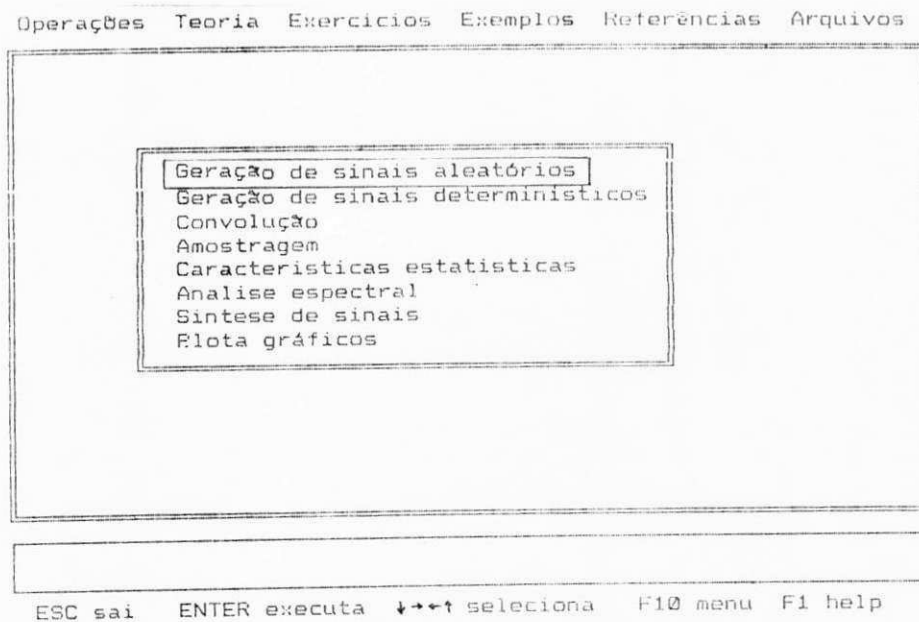 Operações Teoria Exercicios Exemplos Referências Arquivos
Geração de sinais aleatórios
Geração de sinais determinísticos
Convolução
Amostragem
Caracteristicas estatisticas
Analise espectral
Sintese de sinais
Plota gráficos
ESC sai ENTER executa ↓→←↑ seleciona F10 menu F1 help